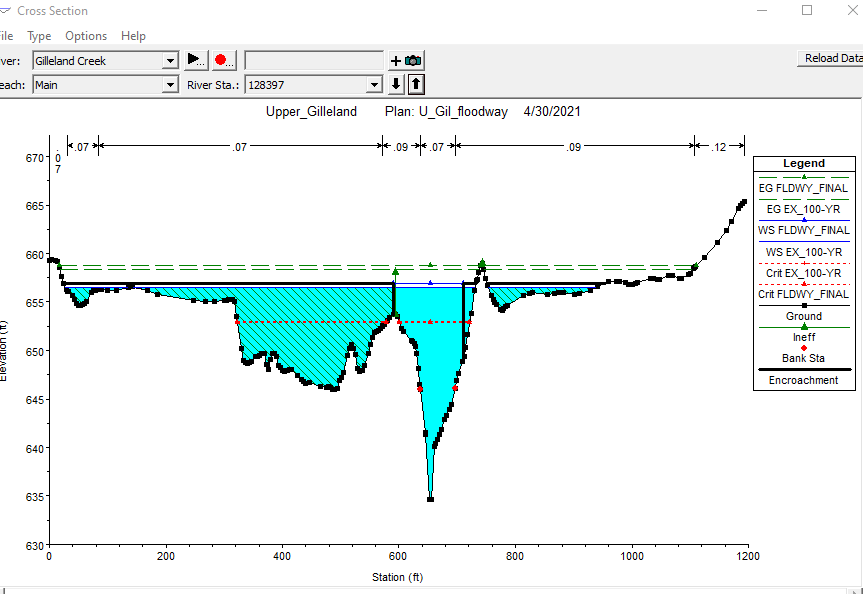 Cross Section
ile Type Options Help
ver: Gilleland Creek ... ... + Reload Data
each: Main River Sta.: 128397
Upper_Gilleland Plan: U_Gil_floodway 4/30/2021
.07 .07 .07 .09 .07 .09 .12
Legend
EG FLDWY_FINAL
EG EX_100-YR
WS FLDWY_FINAL
WS EX_100-YR
Crit EX_100-YR
Crit FLDWY_FINAL
Ground
Ineff
Bank Sta
Encroachment
670
665
660
655
650
645
640
635
630
Elevation (ft)
0 200 400 600 800 1000 1200
Station (ft)